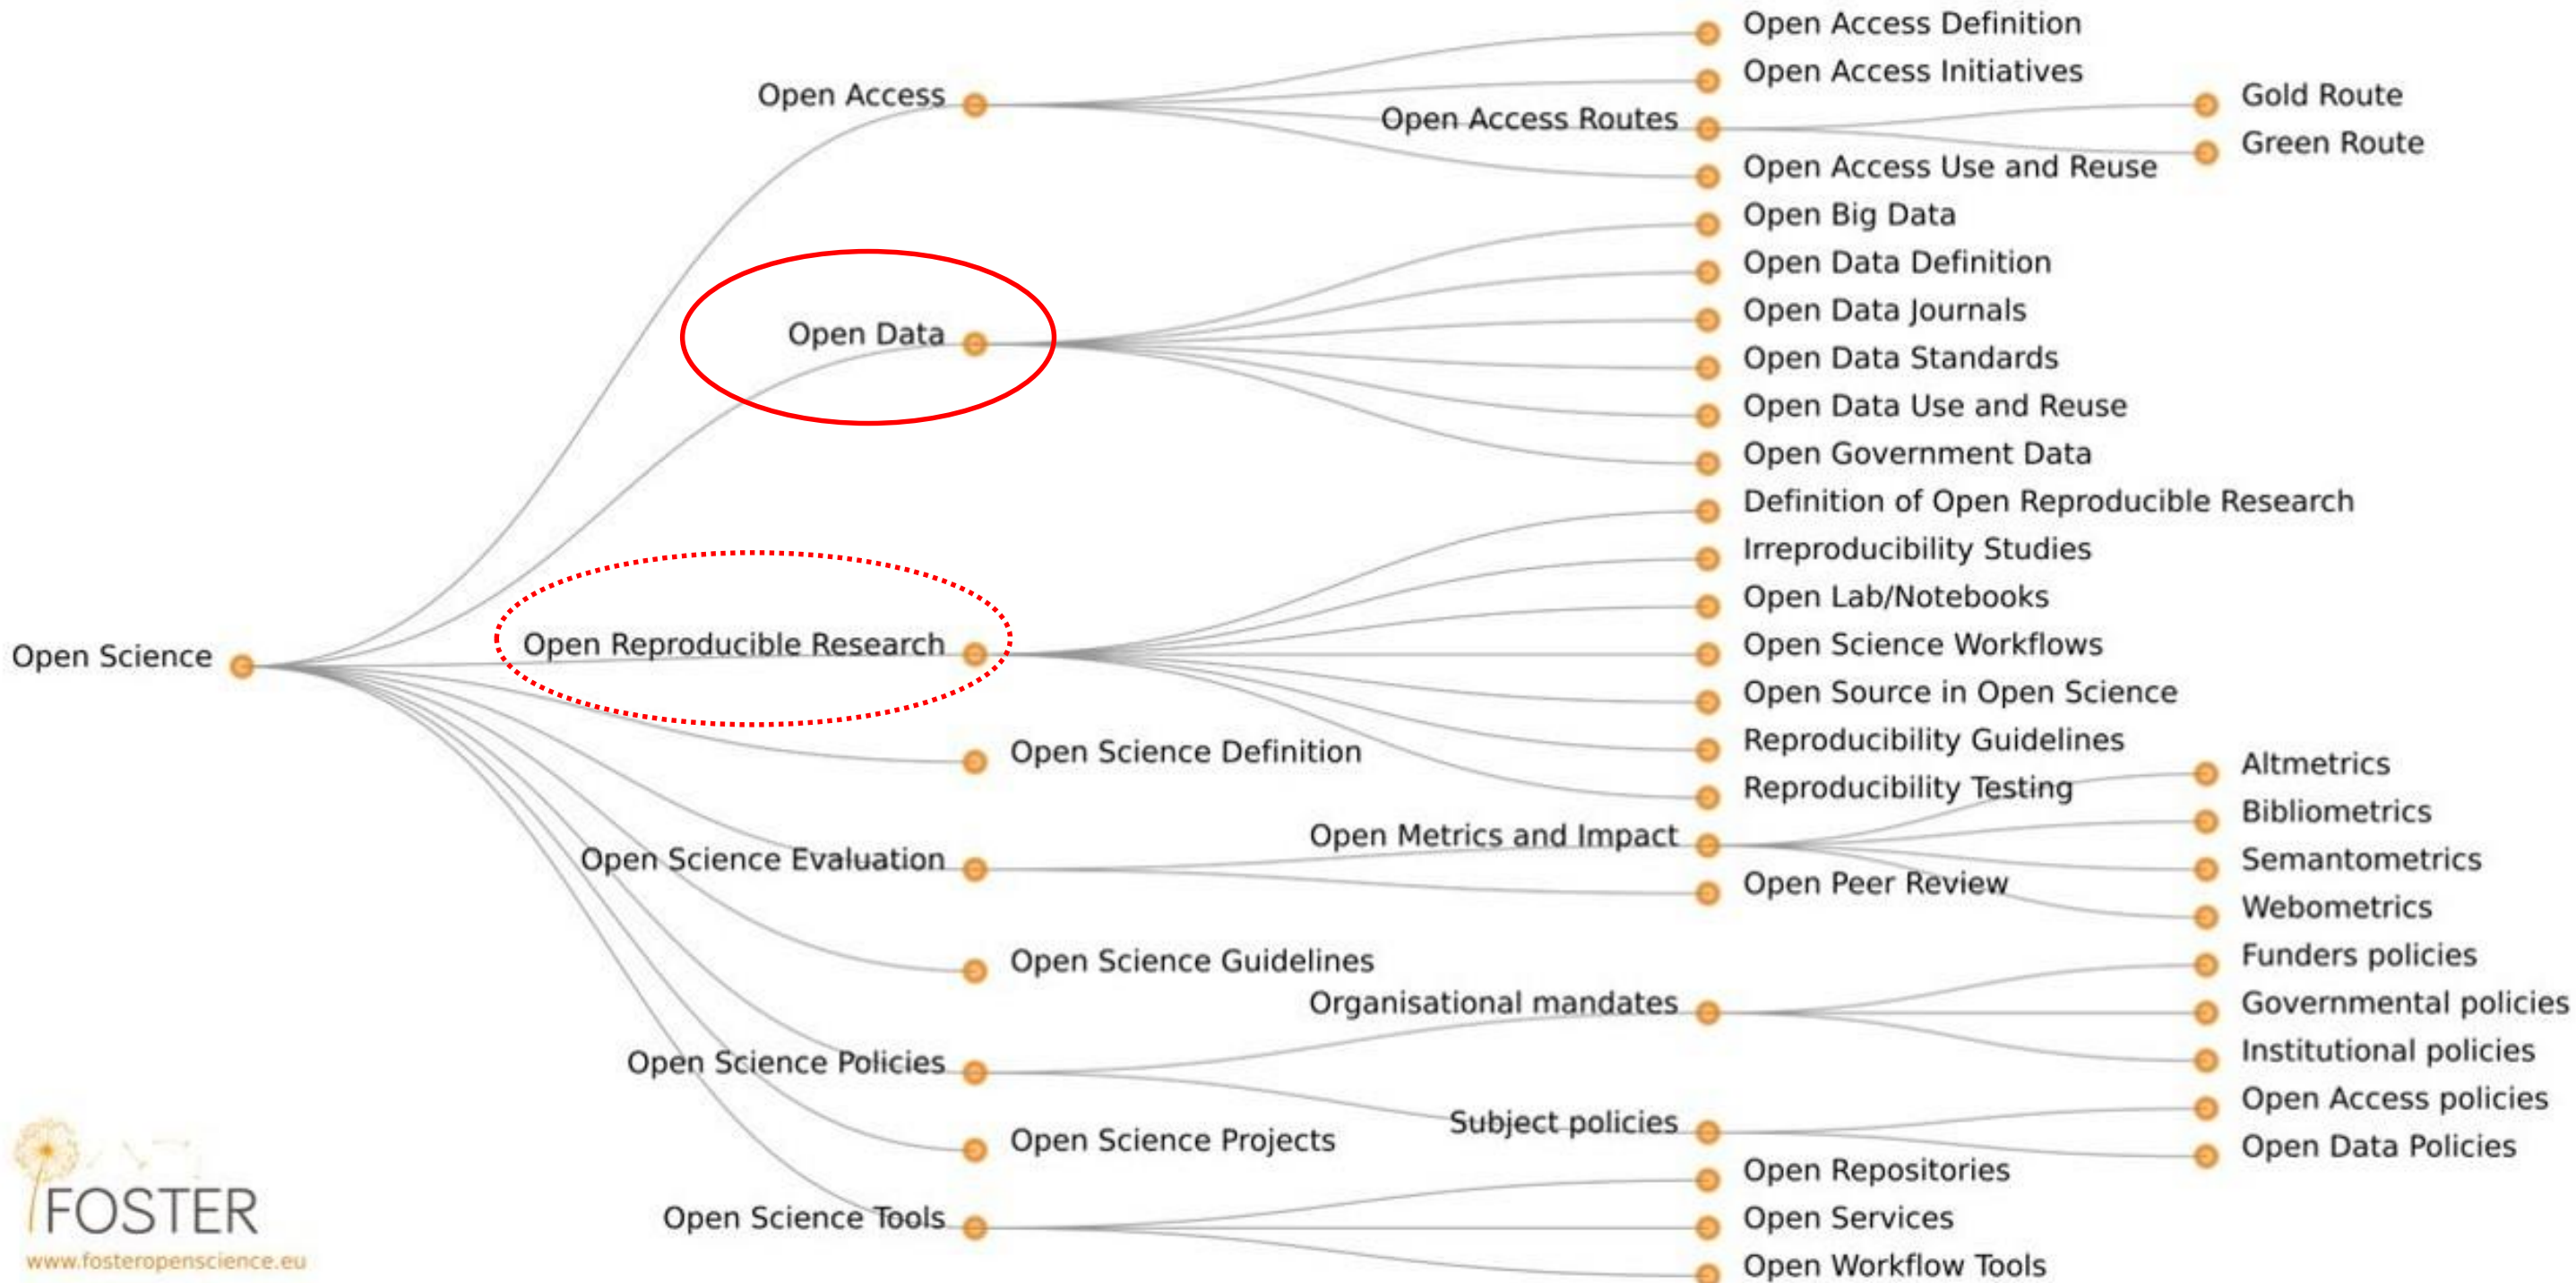 Open Science
Open Access
Open Access Definition
Open Access Initiatives
Open Access Routes
Gold Route
Green Route
Open Access Use and Reuse
Open Data
Open Big Data
Open Data Definition
Open Data Journals
Open Data Standards
Open Data Use and Reuse
Open Government Data
Open Reproducible Research
Definition of Open Reproducible Research
Irreproducibility Studies
Open Lab/Notebooks
Open Science Workflows
Open Source in Open Science
Reproducibility Guidelines
Reproducibility Testing
Open Science Definition
Open Science Evaluation
Open Metrics and Impact
Altmetrics
Bibliometrics
Semantometrics
Webometrics
Open Peer Review
Open Science Guidelines
Open Science Policies
Organisational mandates
Funders policies
Governmental policies
Institutional policies
Subject policies
Open Access policies
Open Data Policies
Open Science Projects
Open Science Tools
Open Repositories
Open Services
Open Workflow Tools
FOSTER
www.fosteropenscience.eu